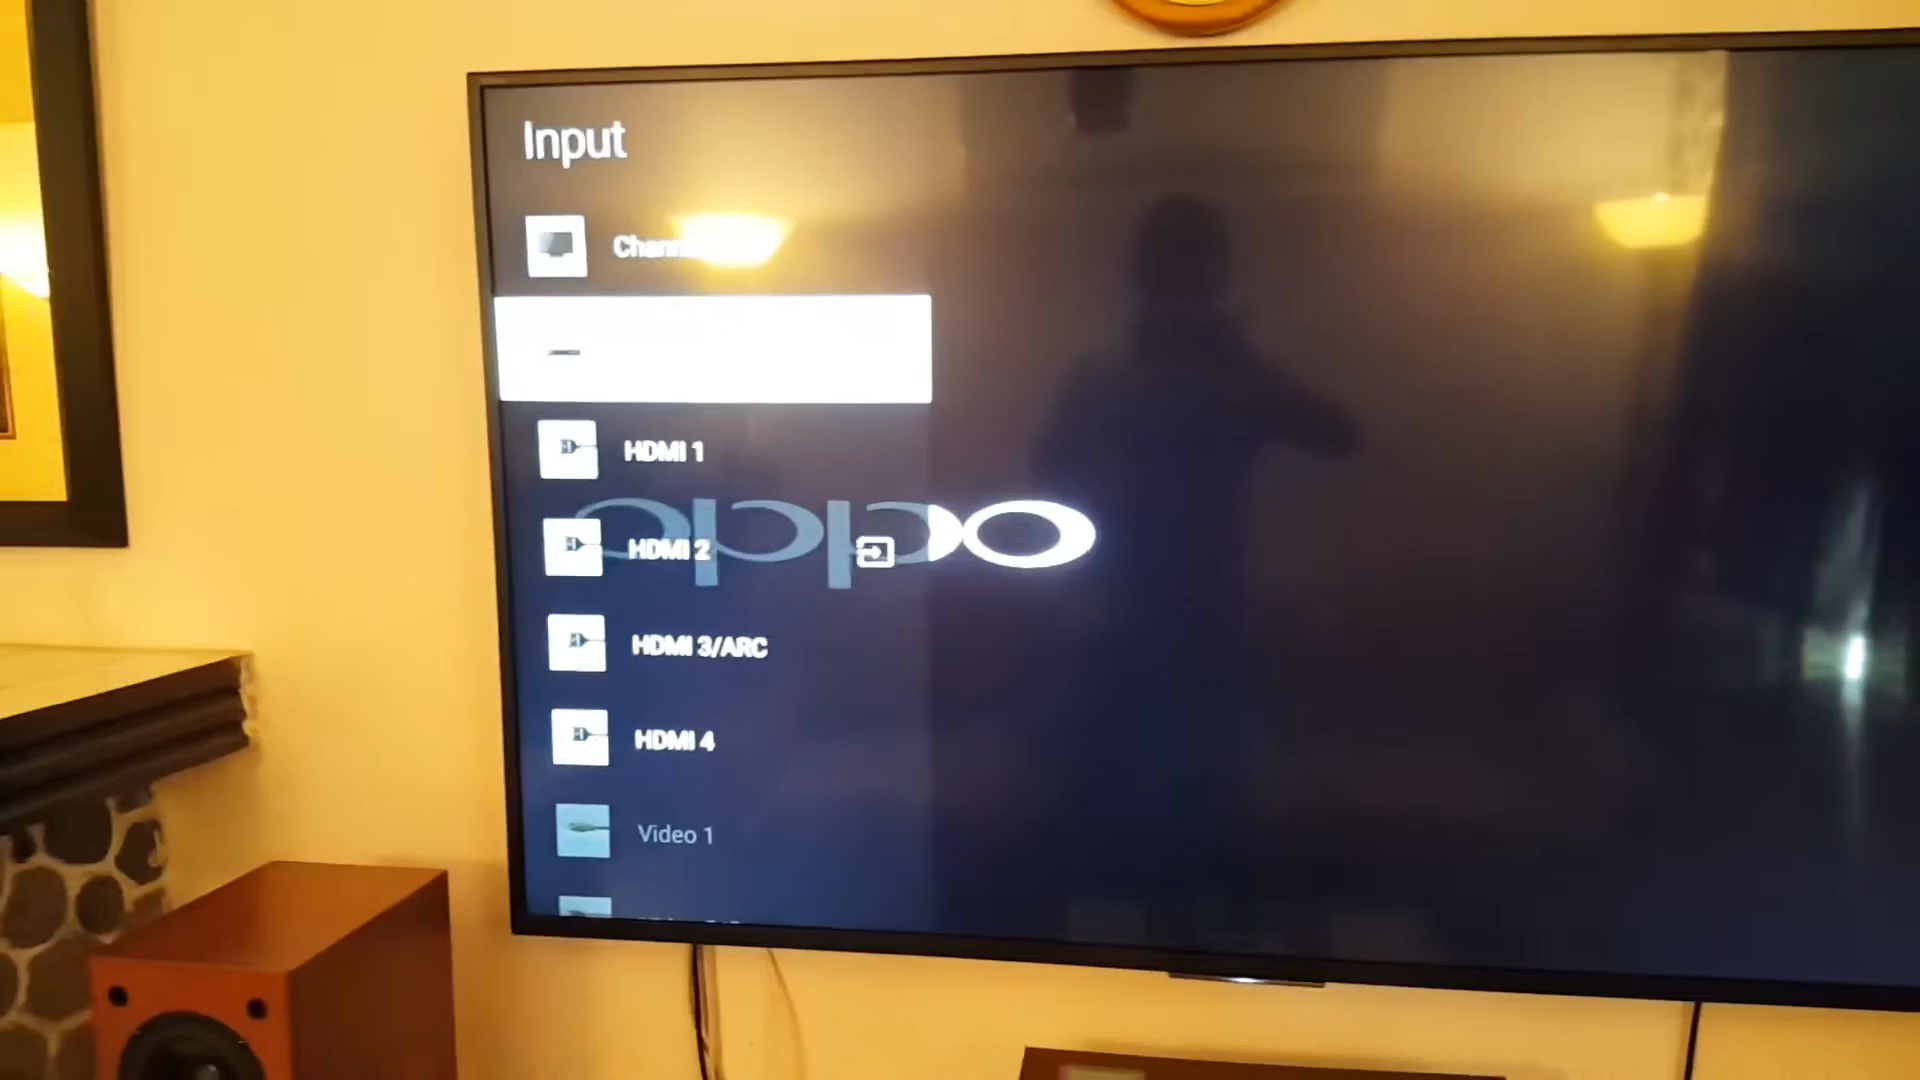 Input
HDMI 1
oppo
HDMI 2
HDMI 3/ARC
HDMI 4
Video 1